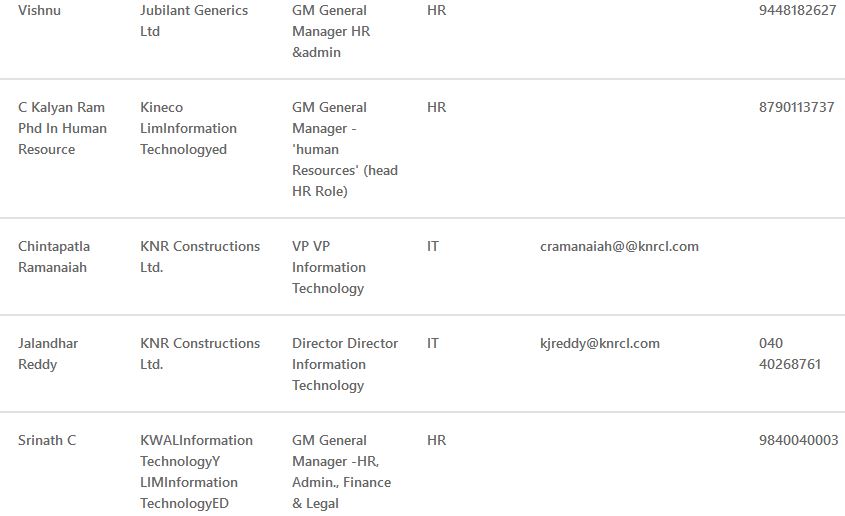 Vishnu Jubilant Generics GM General HR 9448182627
Ltd Manager HR
&admin
C Kalyan Ram Kineco GM General HR 8790113737
Phd In Human LimInformation Manager -
Resource Technologyed 'human
Resources' (head
HR Role)
Chintapatla KNR Constructions VP VP IT cramanaiah@@knrcl.com
Ramanaiah Ltd. Information
Technology
Jalandhar KNR Constructions Director Director IT kjreddy@knrcl.com 040
Reddy Ltd. Information 40268761
Technology
Srinath C KWALInformation GM General HR 9840040003
TechnologyY Manager -HR,
LIMInformation Admin., Finance
TechnologyED & Legal